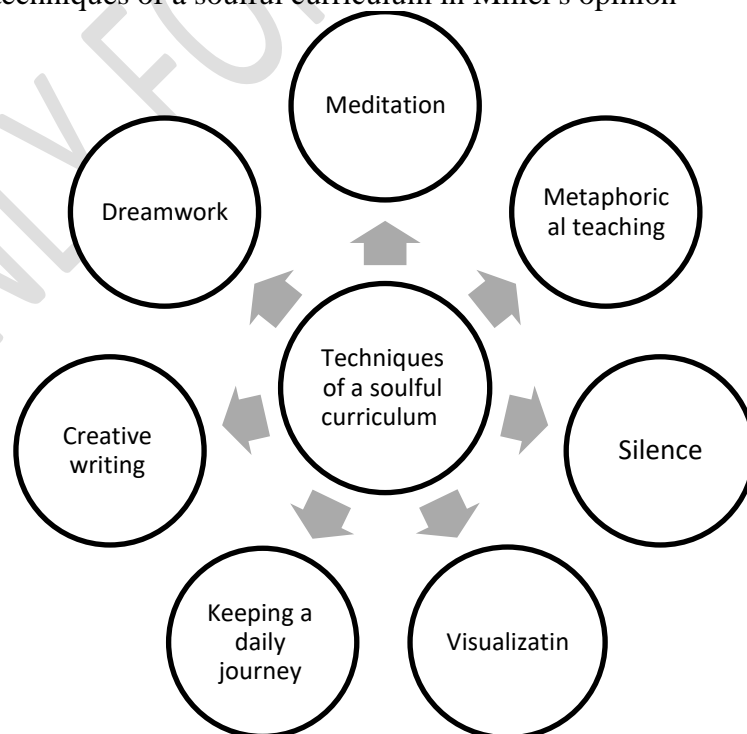 techniques of a soulful curriculum in Miller's opinion
Meditation
Metaphoric
al teaching
Silence
Visualizatin
Keeping a
daily
journey
Creative
writing
Dreamwork
Techniques
of a soulful
curriculum